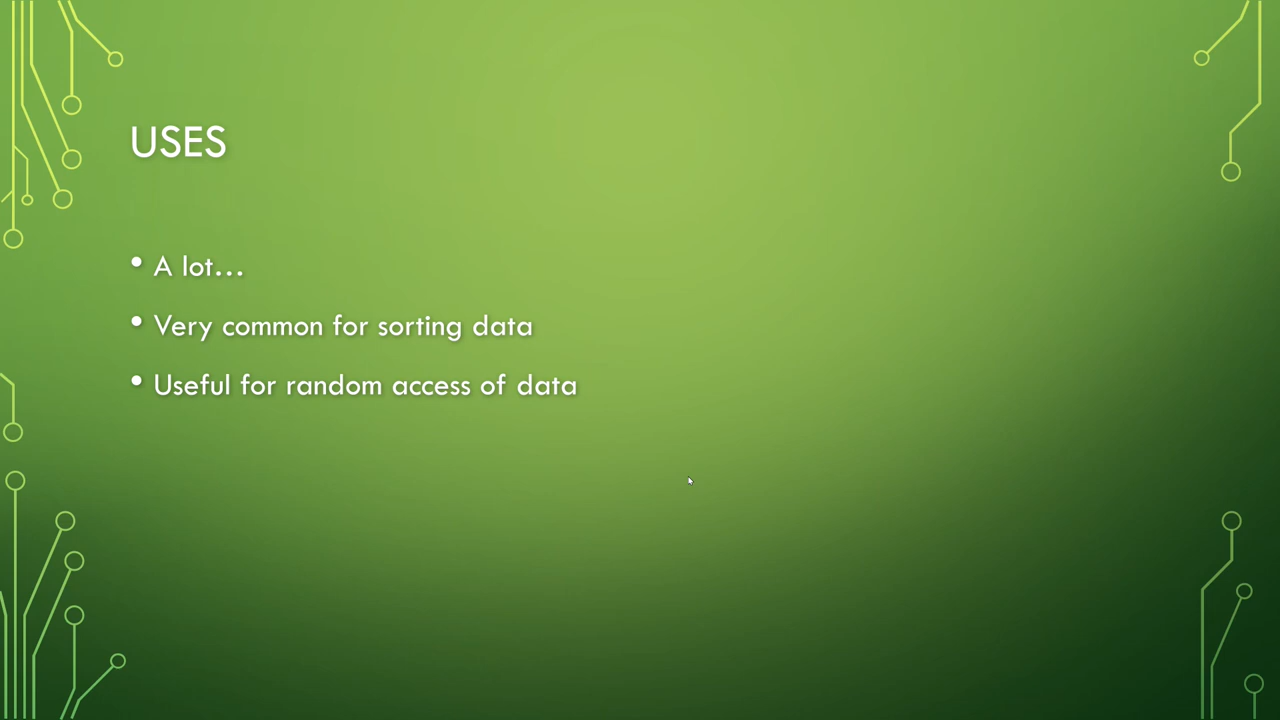 USES
• A lot...
• Very common for sorting data
• Useful for random access of data